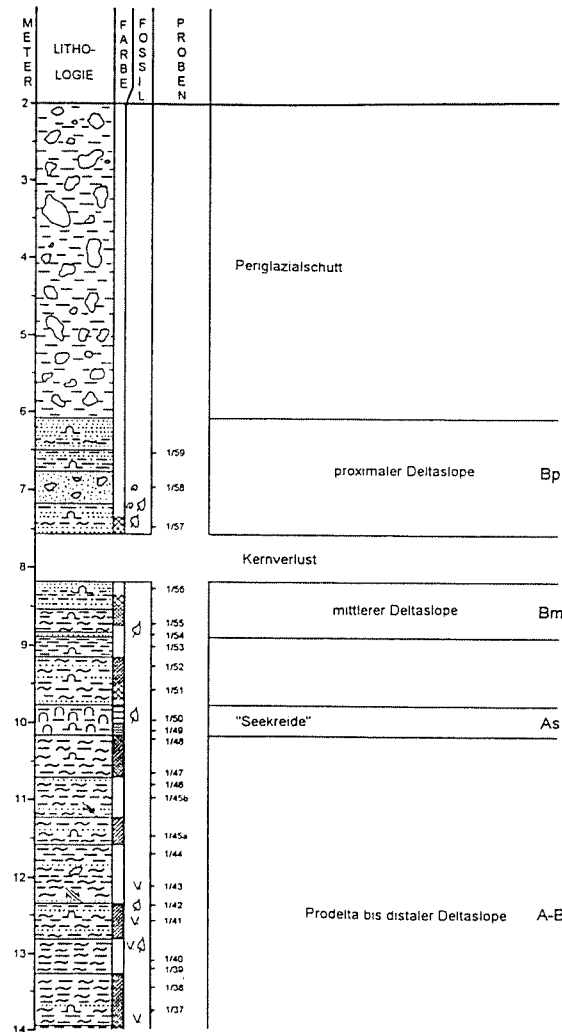 METER
LITHO-
LOGIE
FARBE
FOSSIL
PROBEN
2
3
4
Periglazialschutt
5
6
1/59
proximaler Deltaslope Bp
1/58
7
1/57
Kernverlust
8
1/56
mittlerer Deltaslope Bm
1/55
1/54
9
1/53
1/52
1/51
"Seekreide" As
1/50
10
1/49
1/48
1/47
1/46
11
1/45b
1/45a
1/44
12
1/43
1/42
Prodelta bis distaler Deltaslope A-B
1/41
13
1/40
1/39
1/38
1/37
14